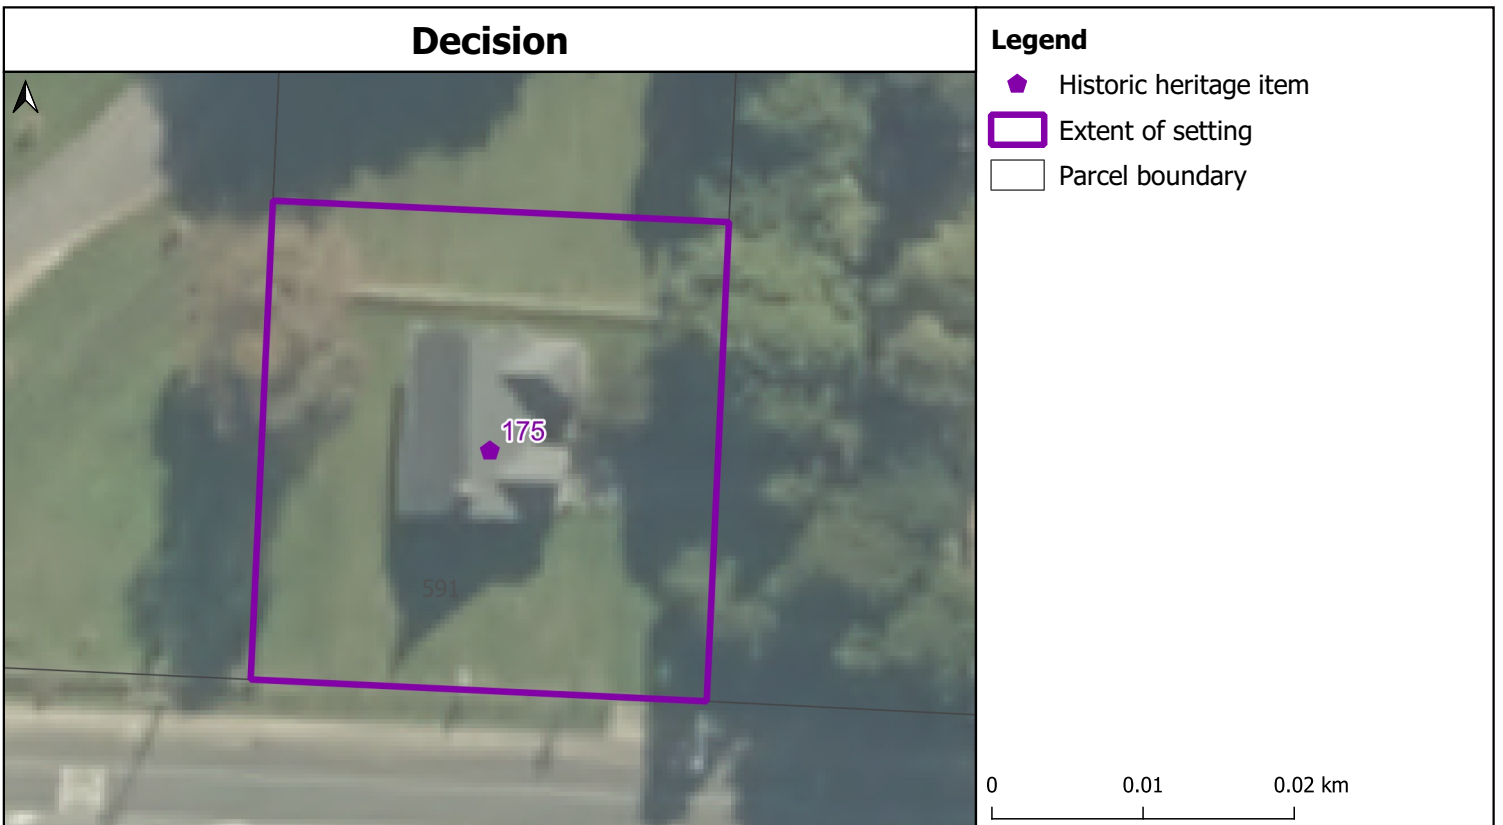 Decision
175
591
Legend
Historic heritage item
Extent of setting
Parcel boundary
0 0.01 0.02 km